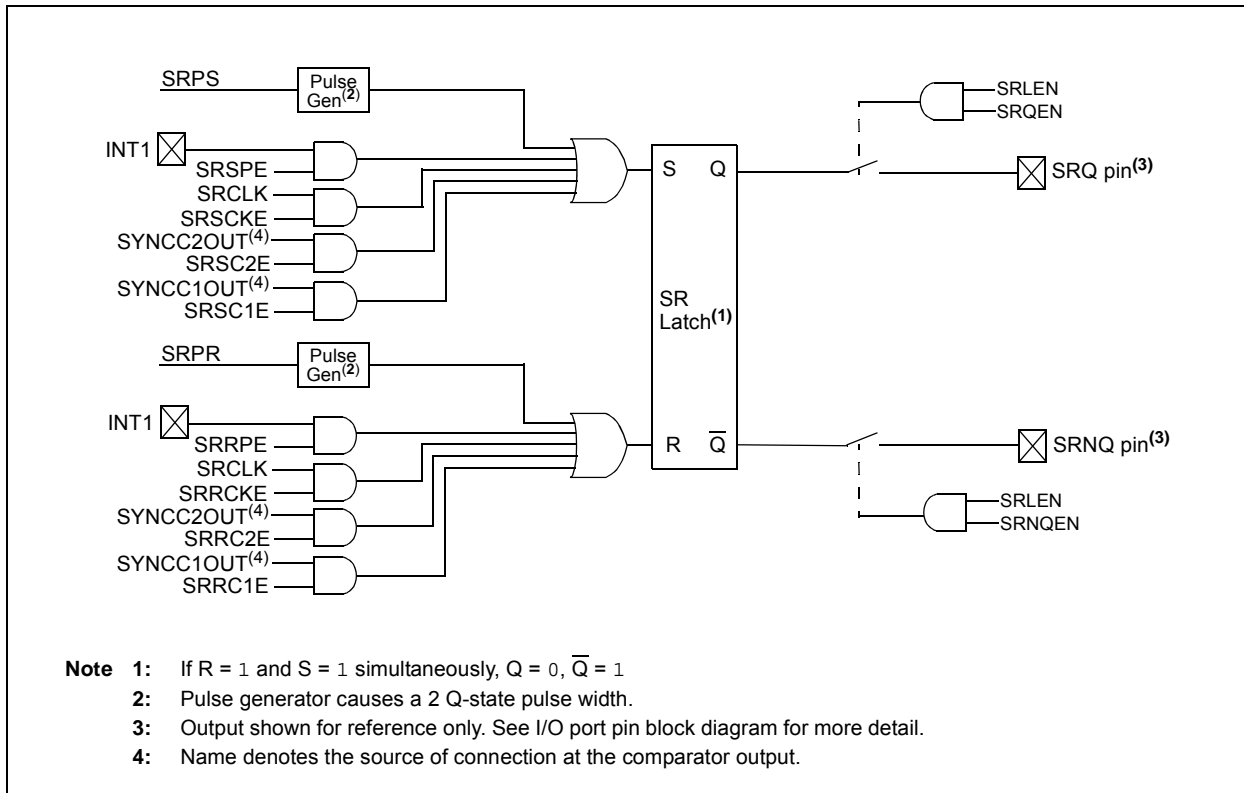 SRPS
Pulse
Gen(2)
SRLEN
SRQEN
INT1
SRSPE
S Q
SRQ pin(3)
SRCLK
SRSCKE
SYNCC2OUT(4)
SRSC2E
SYNCC1OUT(4)
SRSC1E
SR
Latch(1)
SRPR
Pulse
Gen(2)
INT1
SRRPE
R Q̅
SRNQ pin(3)
SRCLK
SRRCKE
SRLEN
SRNQEN
SYNCC2OUT(4)
SRRC2E
SYNCC1OUT(4)
SRRC1E
Note 1: If R = 1 and S = 1 simultaneously, Q = 0, Q̅ = 1
2: Pulse generator causes a 2 Q-state pulse width.
3: Output shown for reference only. See I/O port pin block diagram for more detail.
4: Name denotes the source of connection at the comparator output.